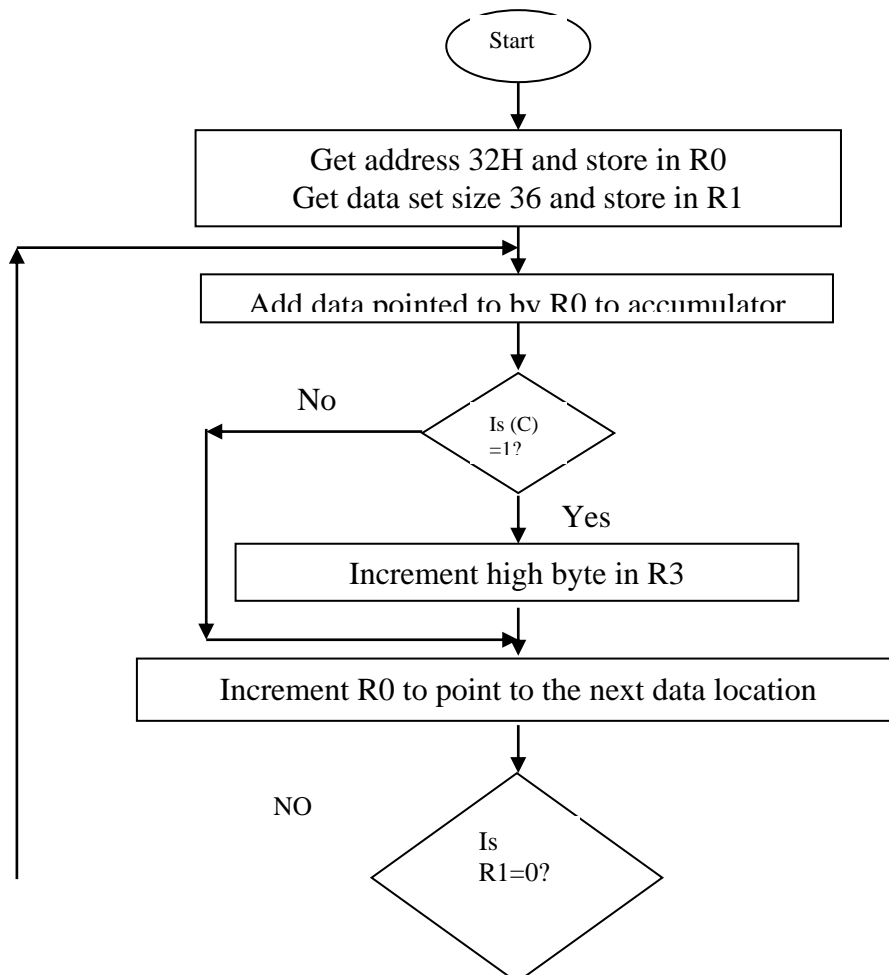 Start
Get address 32H and store in R0
Get data set size 36 and store in R1
Add data pointed to by R0 to accumulator
No
Is (C)
=1?
Yes
Increment high byte in R3
Increment R0 to point to the next data location
NO
Is
R1=0?